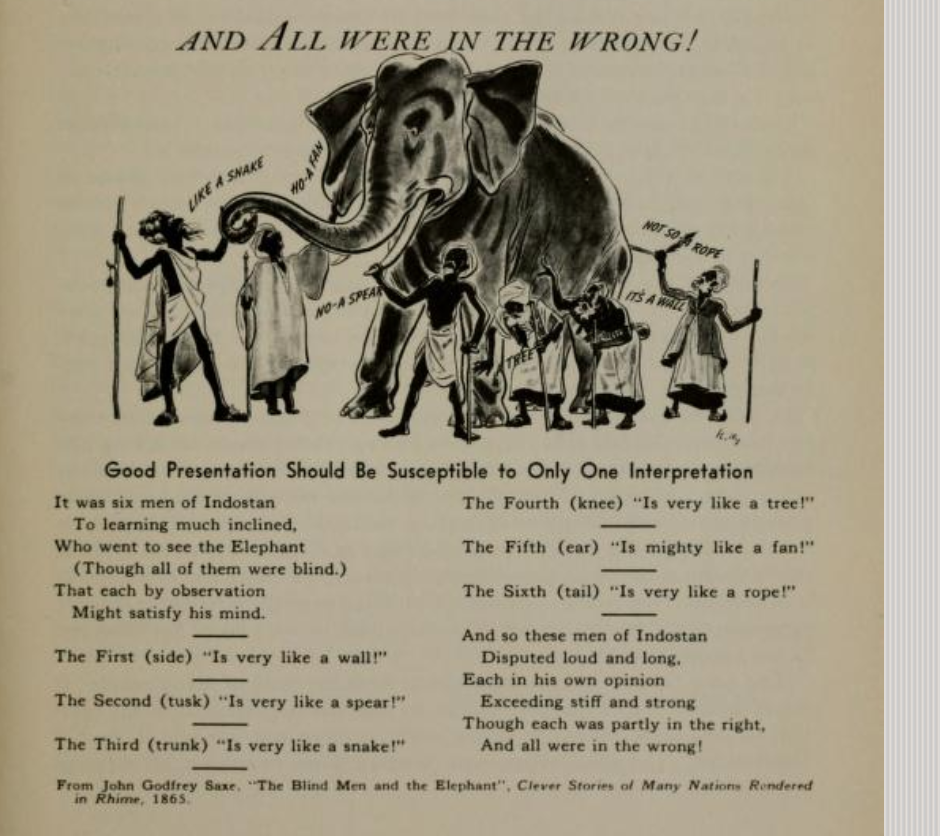 AND ALL WERE IN THE WRONG!
LIKE A SNAKE
HO-A FAN
NO-A SPEAR
TREE
IT'S A WALL
NOT SO A ROPE
Good Presentation Should Be Susceptible to Only One Interpretation
It was six men of Indostan
To learning much inclined,
Who went to see the Elephant
(Though all of them were blind.)
That each by observation
Might satisfy his mind.
The First (side) "Is very like a wall!"
The Second (tusk) "Is very like a spear!"
The Third (trunk) "Is very like a snake!"
The Fourth (knee) "Is very like a tree!"
The Fifth (ear) "Is mighty like a fan!"
The Sixth (tail) "Is very like a rope!"
And so these men of Indostan
Disputed loud and long,
Each in his own opinion
Exceeding stiff and strong
Though each was partly in the right,
And all were in the wrong!
From John Godfrey Saxe. "The Blind Men and the Elephant", Clever Stories of Many Nations Rendered
in Rhime, 1865.